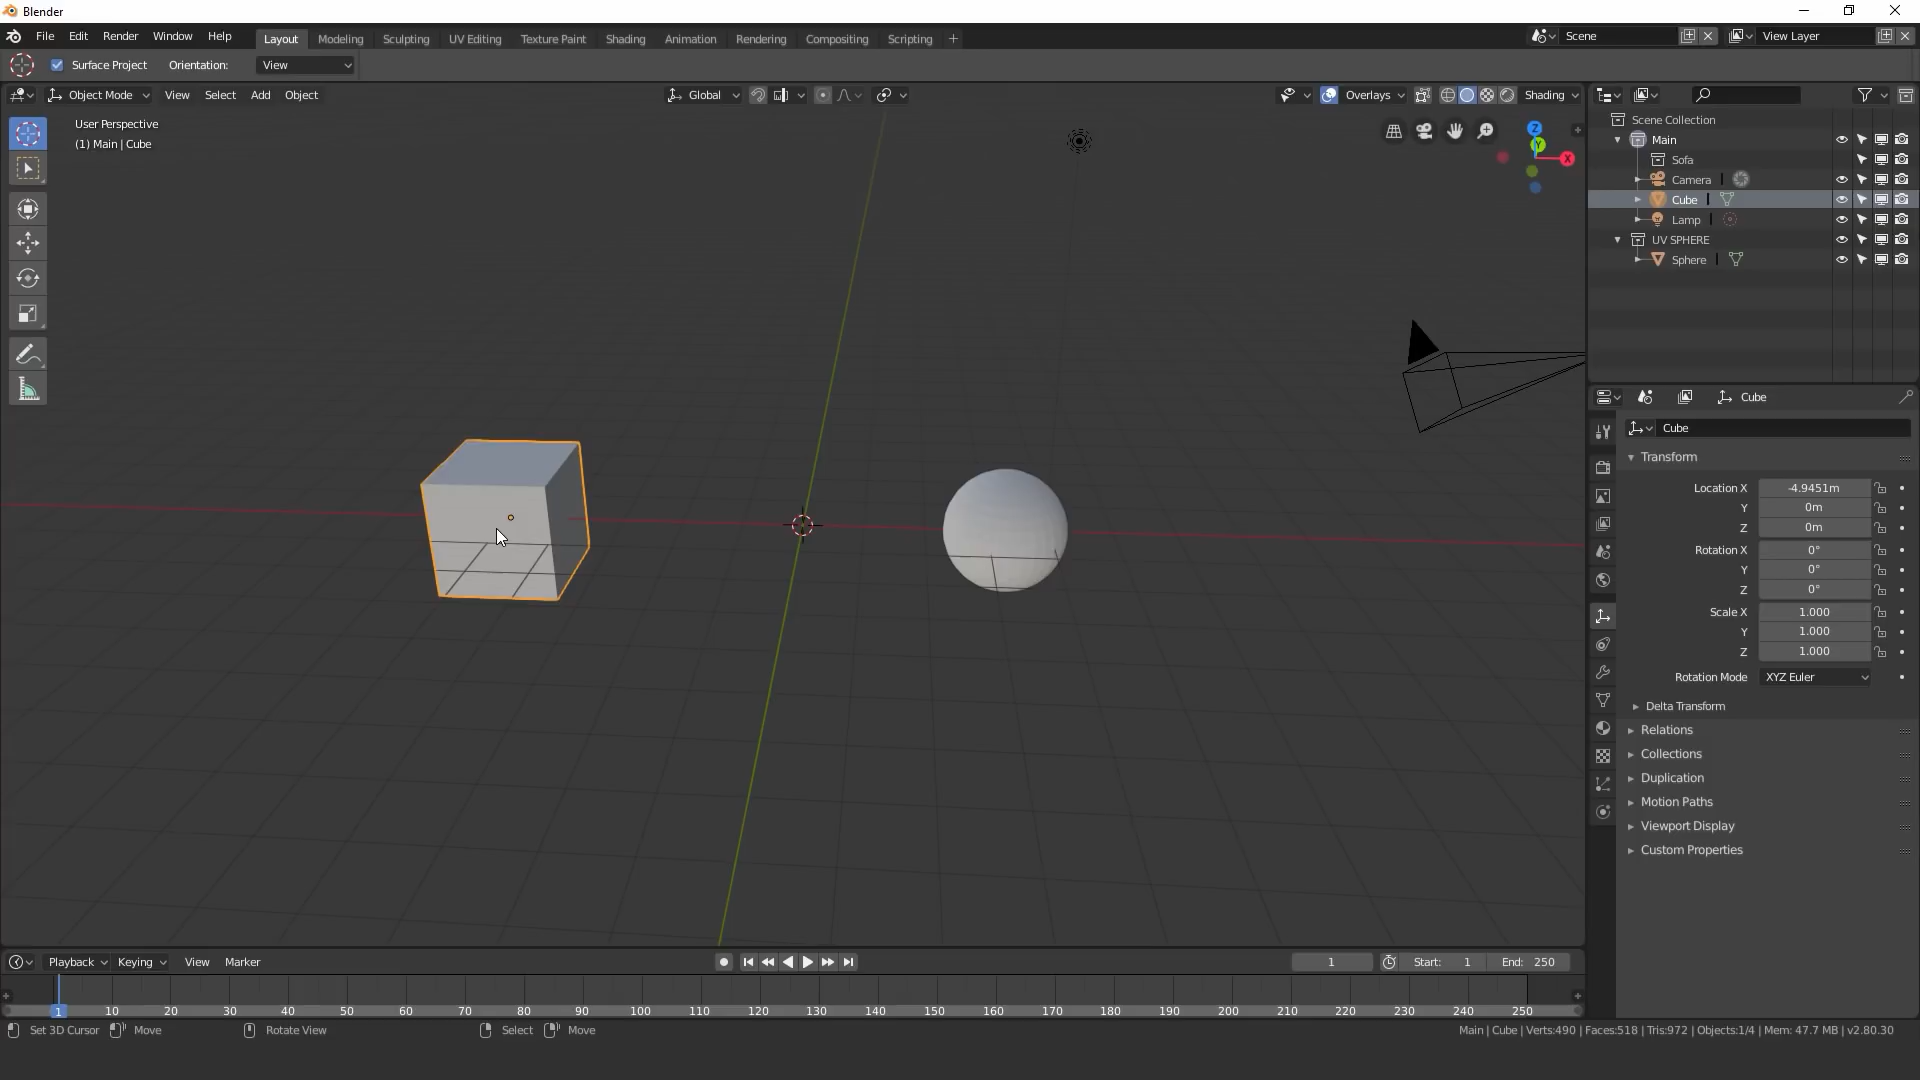 Blender
File Edit Render Window Help Layout Modeling Sculpting UV Editing Texture Paint Shading Animation Rendering Compositing Scripting + Scene View Layer
Surface Project Orientation: View
Object Mode View Select Add Object Global Overlays Shading
User Perspective
(1) Main | Cube
Z
Y
X
Scene Collection
Main
Sofa
Camera
Cube
Lamp
UV SPHERE
Sphere
Cube
Cube
Transform
Location X -4.9451m
Y 0m
Z 0m
Rotation X 0°
Y 0°
Z 0°
Scale X 1.000
Y 1.000
Z 1.000
Rotation Mode XYZ Euler
Delta Transform
Relations
Collections
Duplication
Motion Paths
Viewport Display
Custom Properties
Playback Keying View Marker 1 Start: 1 End: 250
1 10 20 30 40 50 60 70 80 90 100 110 120 130 140 150 160 170 180 190 200 210 220 230 240 250
Set 3D Cursor Move Rotate View Select Move Main | Cube | Verts:490 | Faces:518 | Tris:972 | Objects:1/4 | Mem: 47.7 MB | v2.80.30